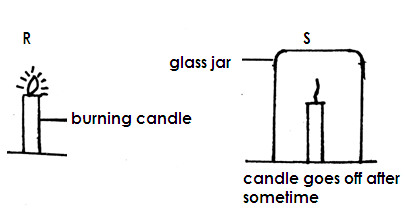 R
S
glass jar
burning candle
candle goes off after
sometime